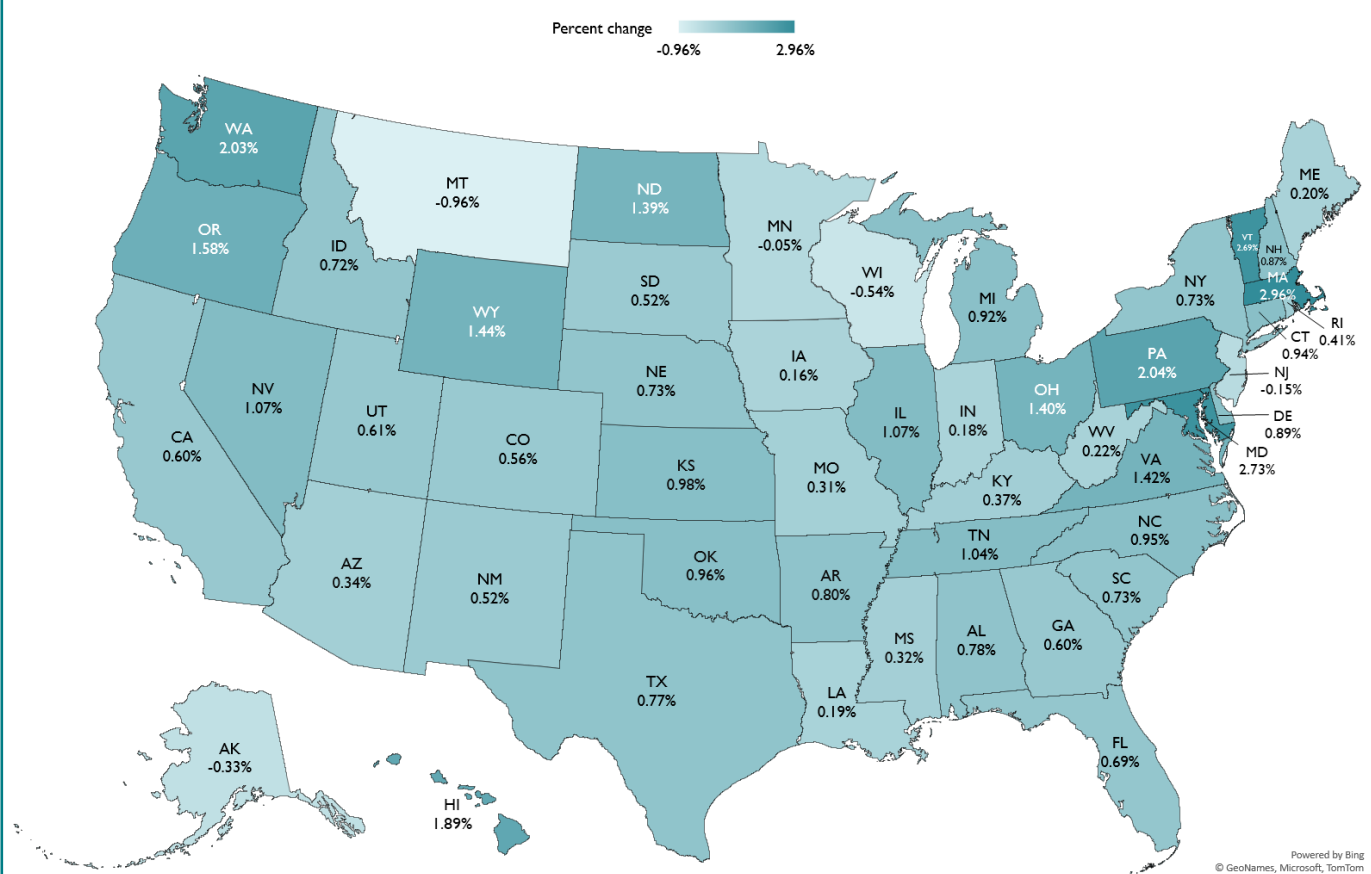 Percent change
-0.96%
2.96%
WA
2.03%
MT
-0.96%
ND
1.39%
MN
-0.05%
ME
0.20%
OR
1.58%
ID
0.72%
VT
2.69%
NH
0.87%
SD
0.52%
WI
-0.54%
MA
2.96%
NY
0.73%
MI
0.92%
WY
1.44%
RI
0.41%
CT
0.94%
PA
2.04%
IA
0.16%
NE
0.73%
NJ
-0.15%
NV
1.07%
OH
1.40%
UT
0.61%
IL
1.07%
IN
0.18%
DE
0.89%
CA
0.60%
CO
0.56%
WV
0.22%
MD
2.73%
VA
1.42%
KS
0.98%
MO
0.31%
KY
0.37%
NC
0.95%
TN
1.04%
AZ
0.34%
NM
0.52%
OK
0.96%
AR
0.80%
SC
0.73%
MS
0.32%
AL
0.78%
GA
0.60%
TX
0.77%
LA
0.19%
AK
-0.33%
FL
0.69%
HI
1.89%
Powered by Bing
© GeoNames, Microsoft, TomTom